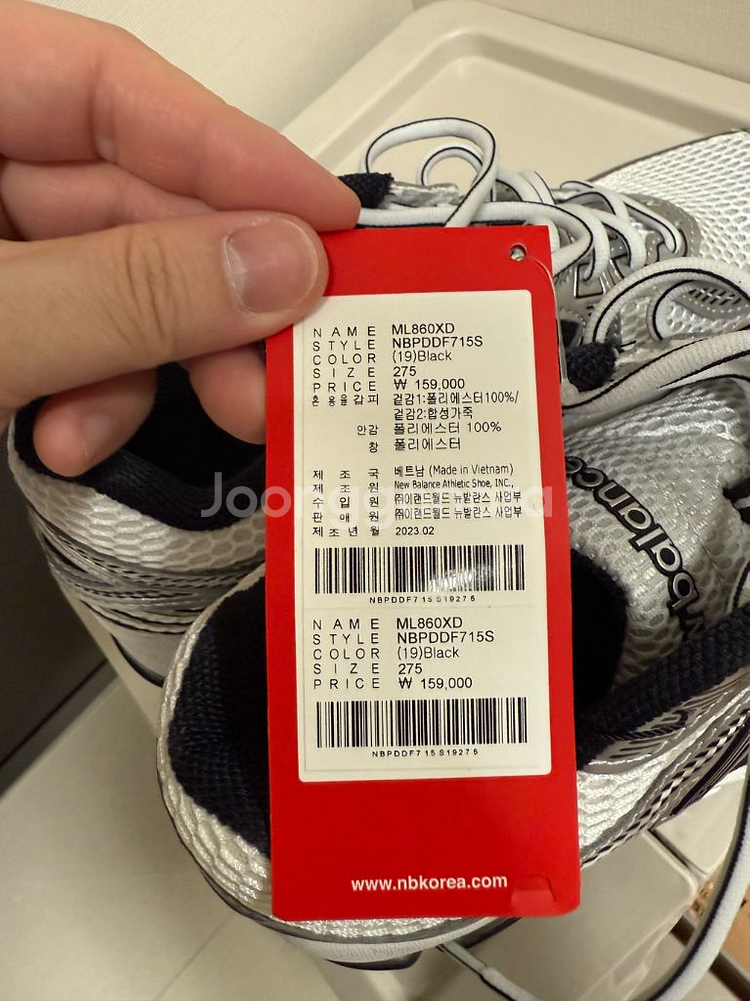 NAME ML860XD
STYLE NBPDDF715S
COLOR (19)Black
SIZE 275
PRICE ₩ 159,000
혼용율갑피 겉감1:폴리에스터100%/
겉감2:합성가죽
안감 폴리에스터 100%
창 폴리에스터
제조국 베트남 (Made in Vietnam)
제조원 New Balance Athletic Shoe, INC.,
수입원 ㈜이랜드월드 뉴발란스 사업부
판매원 ㈜이랜드월드 뉴발란스 사업부
제조년월 2023.02
NBPDDF715S19275
NAME ML860XD
STYLE NBPDDF715S
COLOR (19)Black
SIZE 275
PRICE ₩ 159,000
NBPDDF715S19275
www.nbkorea.com
balance